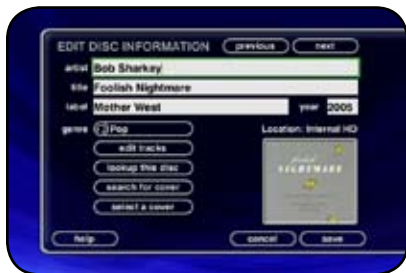 EDIT DISC INFORMATION previous next
artist Bob Sharkey
title Foolish Nightmare
label Mother West year 2005
genre Pop Location: Internal HD
edit tracks
lookup this disc
search for cover
select a cover
NIGHTMARE
help cancel save